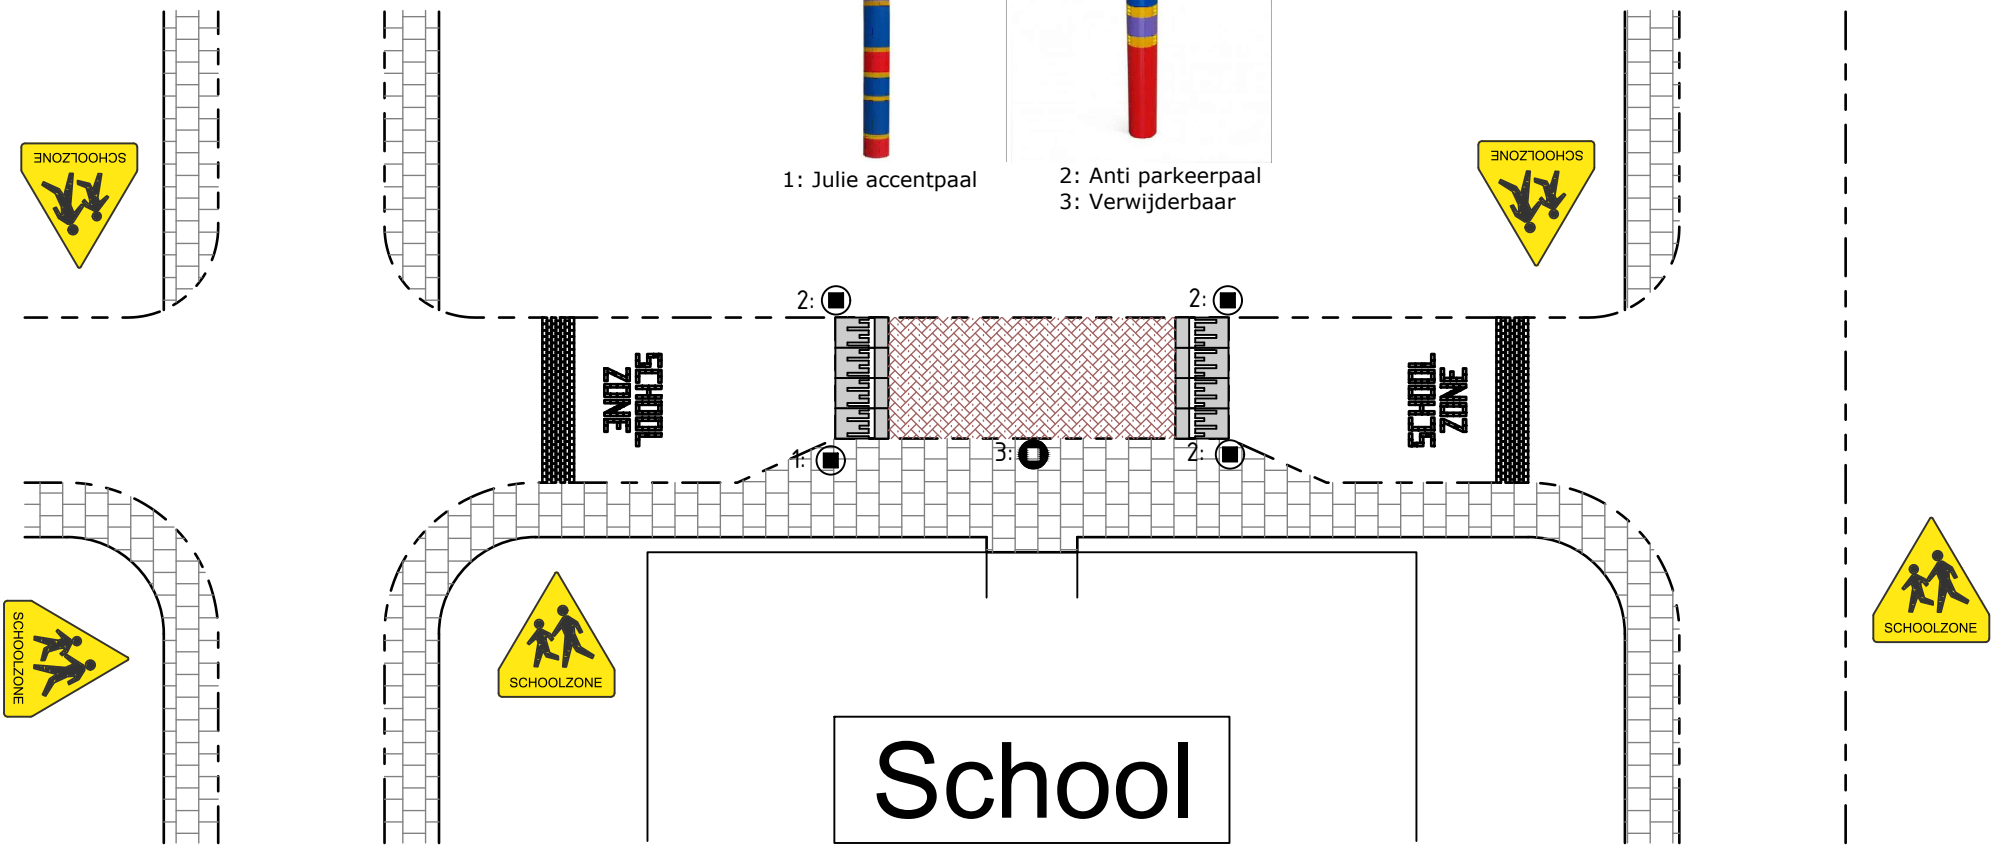 SCHOOLZONE
SCHOOLZONE
1: Julie accentpaal
2: Anti parkeerpaal
3: Verwijderbaar
2:
2:
SCHOOL
ZONE
SCHOOL
ZONE
1:
3:
2:
SCHOOLZONE
SCHOOLZONE
SCHOOLZONE
School